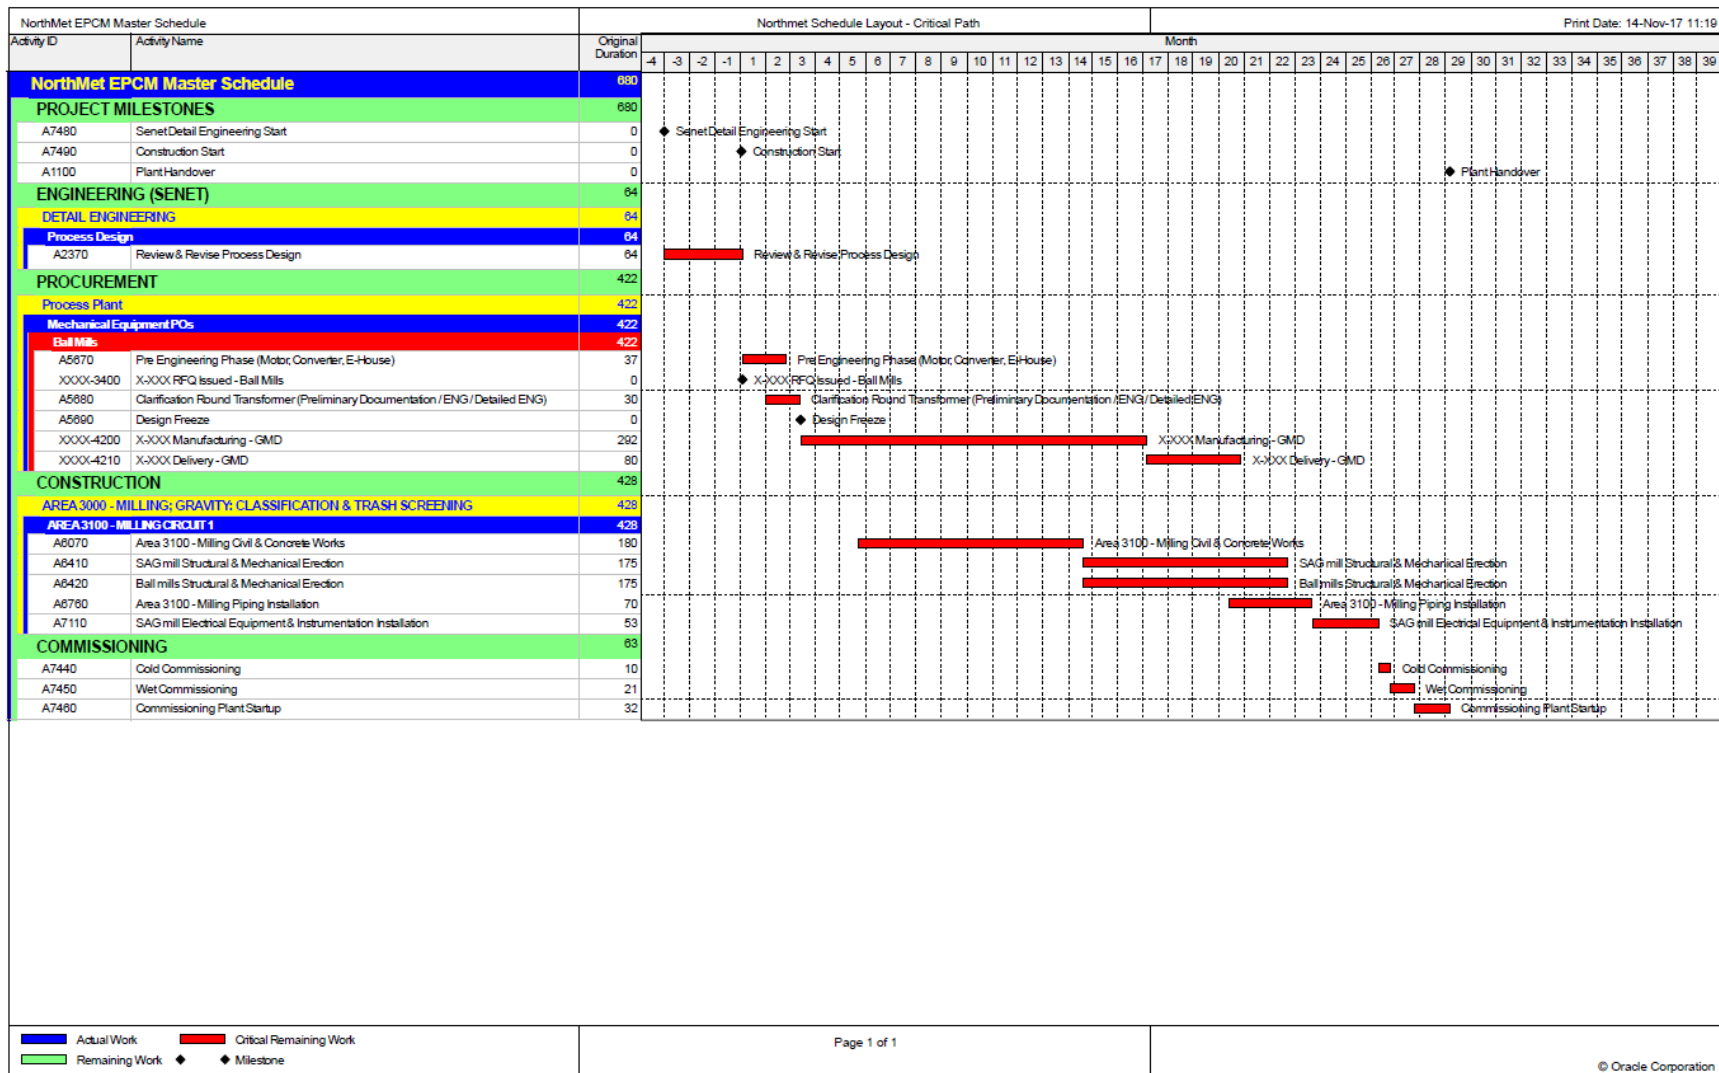 NorthMet EPCM Master Schedule Northmet Schedule Layout - Critical Path Print Date: 14-Nov-17 11:19
Activity ID Activity Name Original Duration Month
-4 -3 -2 -1 1 2 3 4 5 6 7 8 9 10 11 12 13 14 15 16 17 18 19 20 21 22 23 24 25 26 27 28 29 30 31 32 33 34 35 36 37 38 39
NorthMet EPCM Master Schedule 680
PROJECT MILESTONES 680
A7480 Senet Detail Engineering Start 0 Senet Detail Engineering Start
A7490 Construction Start 0 Construction Start
A1100 Plant Handover 0 Plant Handover
ENGINEERING (SENET) 64
DETAIL ENGINEERING 64
Process Design 64
A2370 Review & Revise Process Design 64 Review & Revise Process Design
PROCUREMENT 422
Process Plant 422
Mechanical Equipment POs 422
Ball Mills 422
A5670 Pre Engineering Phase (Motor, Converter, E-House) 37 Pre Engineering Phase (Motor, Converter, E-House)
XXXX-3400 X-XXX RFQ Issued - Ball Mills 0 X-XXX RFQ Issued - Ball Mills
A5680 Clarification Round Transformer (Preliminary Documentation / ENG / Detailed ENG) 30 Clarification Round Transformer (Preliminary Documentation / ENG / Detailed ENG)
A5690 Design Freeze 0 Design Freeze
XXXX-4200 X-XXX Manufacturing - GMD 292 X-XXX Manufacturing - GMD
XXXX-4210 X-XXX Delivery - GMD 80 X-XXX Delivery - GMD
CONSTRUCTION 428
AREA 3000 - MILLING; GRAVITY: CLASSIFICATION & TRASH SCREENING 428
AREA 3100 - MILLING CIRCUIT 1 428
A6070 Area 3100 - Milling Civil & Concrete Works 180 Area 3100 - Milling Civil & Concrete Works
A6410 SAG mill Structural & Mechanical Erection 175 SAG mill Structural & Mechanical Erection
A6420 Ball mills Structural & Mechanical Erection 175 Ball mills Structural & Mechanical Erection
A6760 Area 3100 - Milling Piping Installation 70 Area 3100 - Milling Piping Installation
A7110 SAG mill Electrical Equipment & Instrumentation Installation 53 SAG mill Electrical Equipment & Instrumentation Installation
COMMISSIONING 63
A7440 Cold Commissioning 10 Cold Commissioning
A7450 Wet Commissioning 21 Wet Commissioning
A7460 Commissioning Plant Startup 32 Commissioning Plant Startup
Actual Work Critical Remaining Work Page 1 of 1
Remaining Work Milestone
© Oracle Corporation